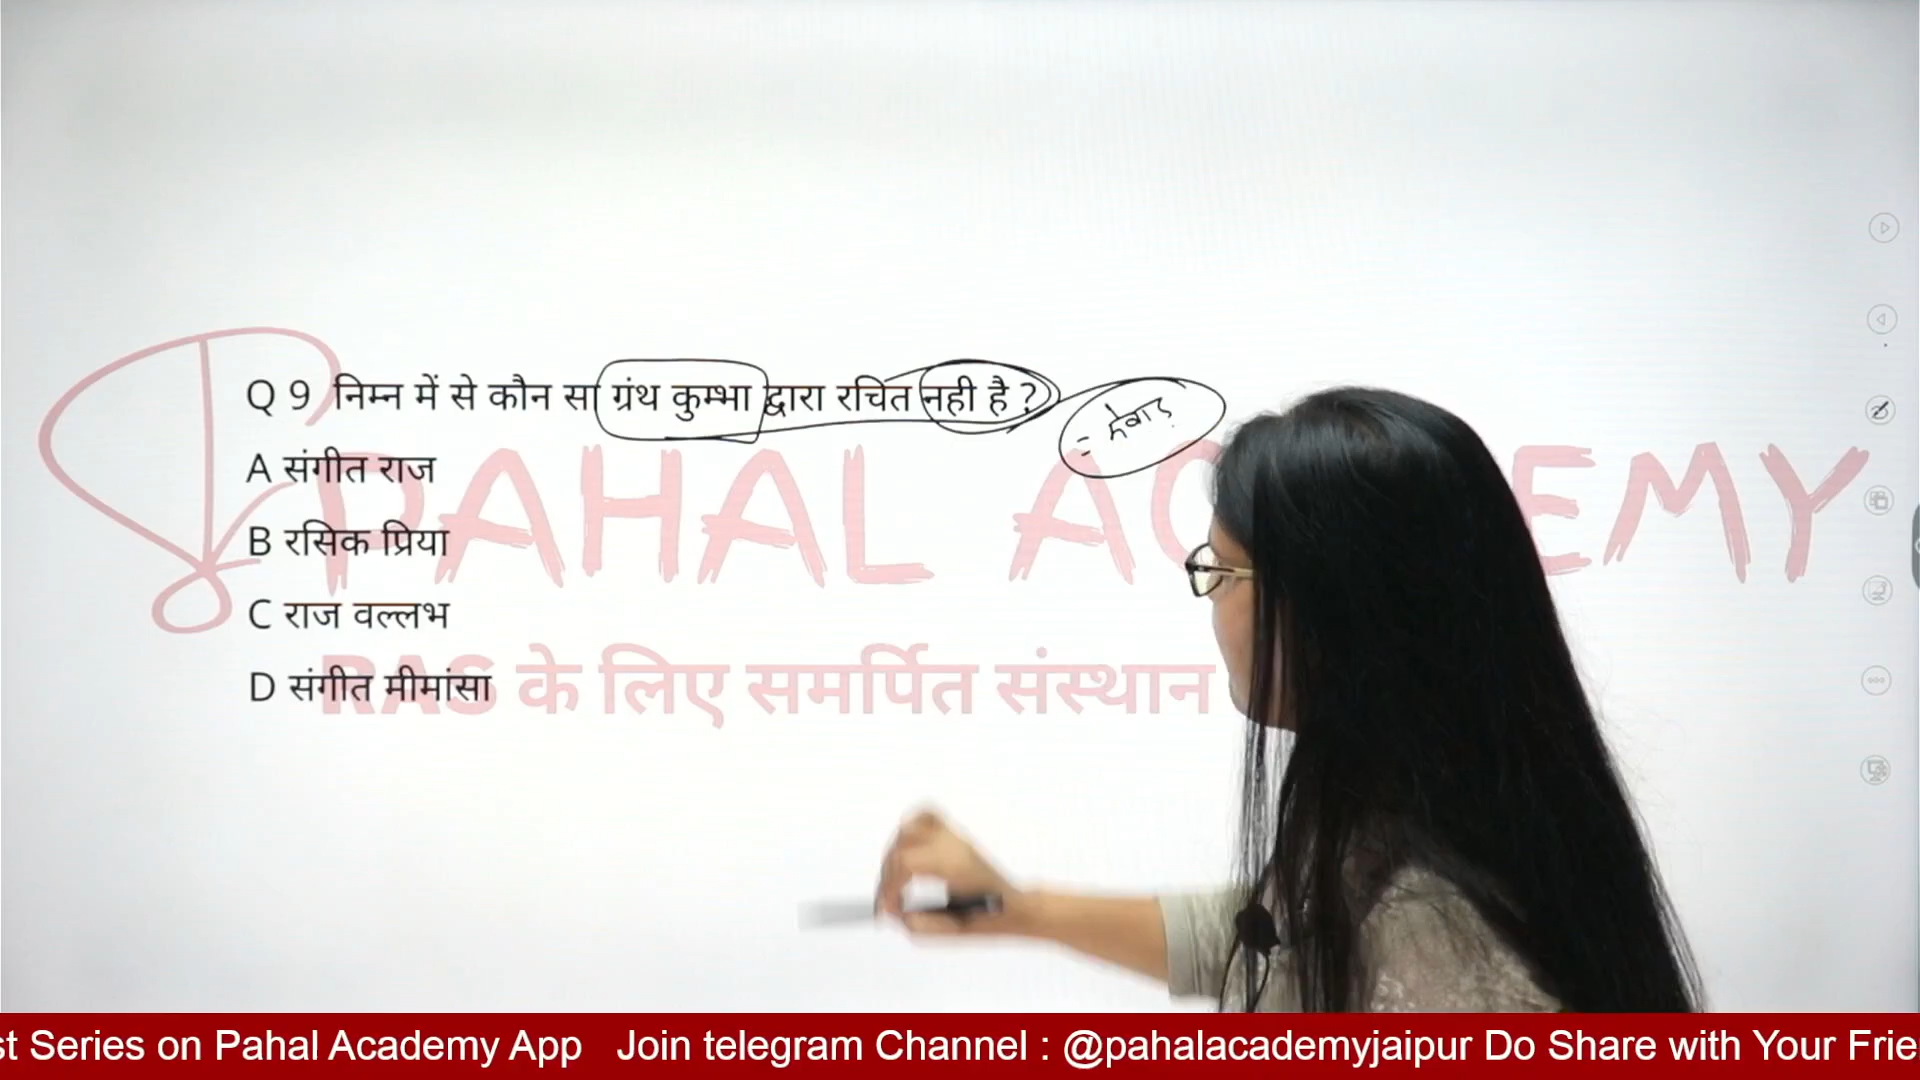 Q 9 निम्न में से कौन सा ग्रंथ कुम्भा द्वारा रचित नही है ?
= मेवाड़
A संगीत राज
B रसिक प्रिया
C राज वल्लभ
D संगीत मीमांसा
PAHAL ACADEMY
RAS के लिए समर्पित संस्थान
st Series on Pahal Academy App Join telegram Channel : @pahalacademyjaipur Do Share with Your Frie